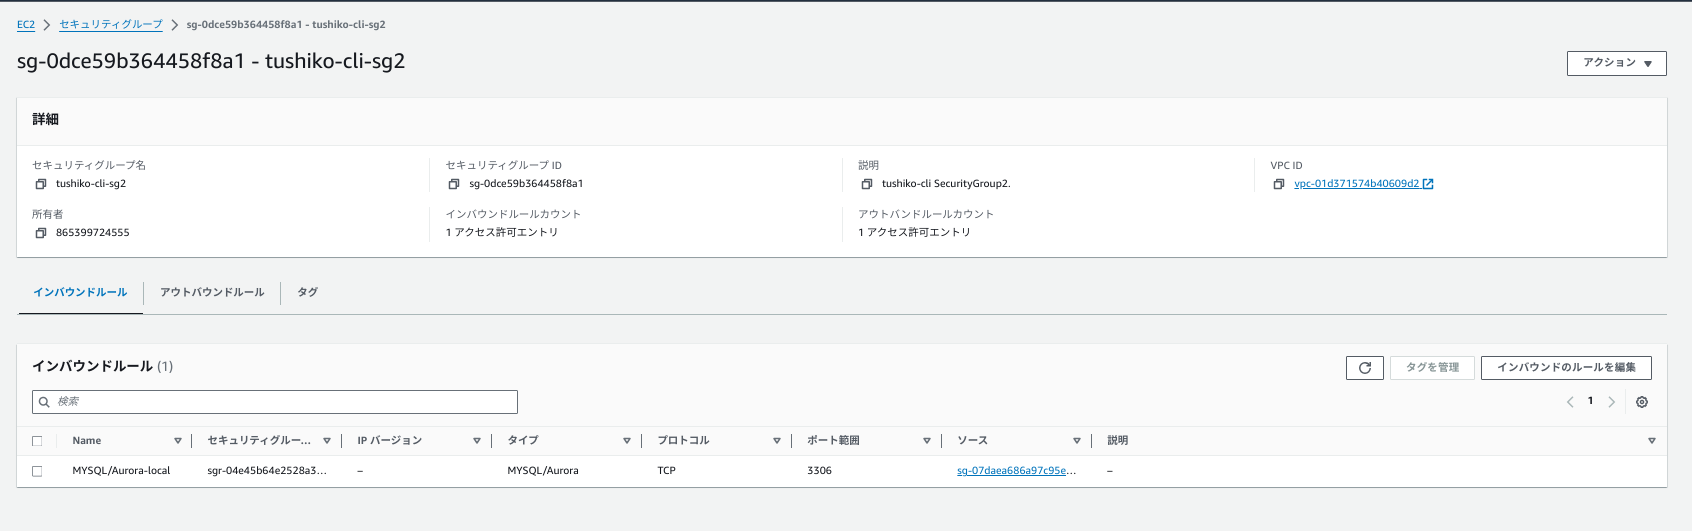 EC2 > セキュリティグループ > sg-0dce59b364458f8a1 - tushiko-cli-sg2
sg-0dce59b364458f8a1 - tushiko-cli-sg2
アクション ▼
詳細
セキュリティグループ名 セキュリティグループ ID 説明 VPC ID
tushiko-cli-sg2 sg-0dce59b364458f8a1 tushiko-cli SecurityGroup2. vpc-01d371574b40609d2
所有者 インバウンドルールカウント アウトバンドルールカウント
865399724555 1 アクセス許可エントリ 1 アクセス許可エントリ
インバウンドルール アウトバウンドルール タグ
インバウンドルール (1) タグを管理 インバウンドのルールを編集
検索 < 1 >
Name セキュリティグルー... IP バージョン タイプ プロトコル ポート範囲 ソース 説明
MYSQL/Aurora-local sgr-04e45b64e2528a3... – MYSQL/Aurora TCP 3306 sg-07daea686a97c95e... –